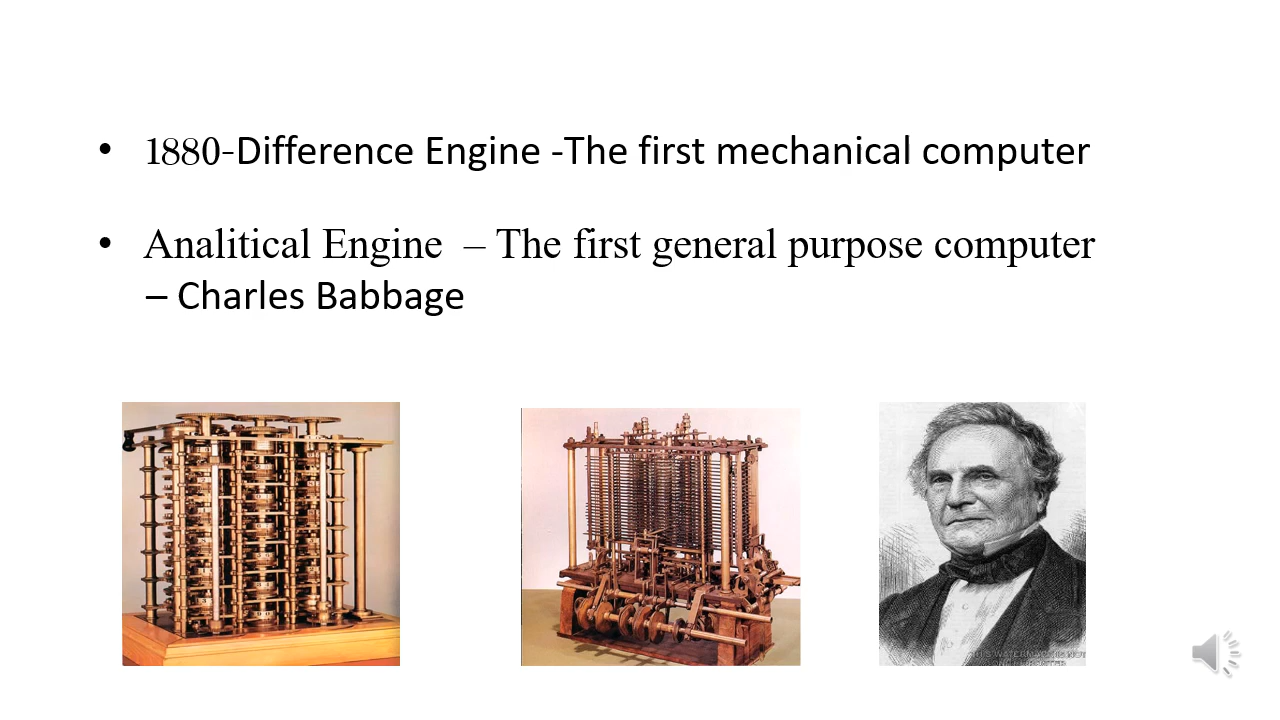 • 1880-Difference Engine -The first mechanical computer
• Analitical Engine – The first general purpose computer
– Charles Babbage